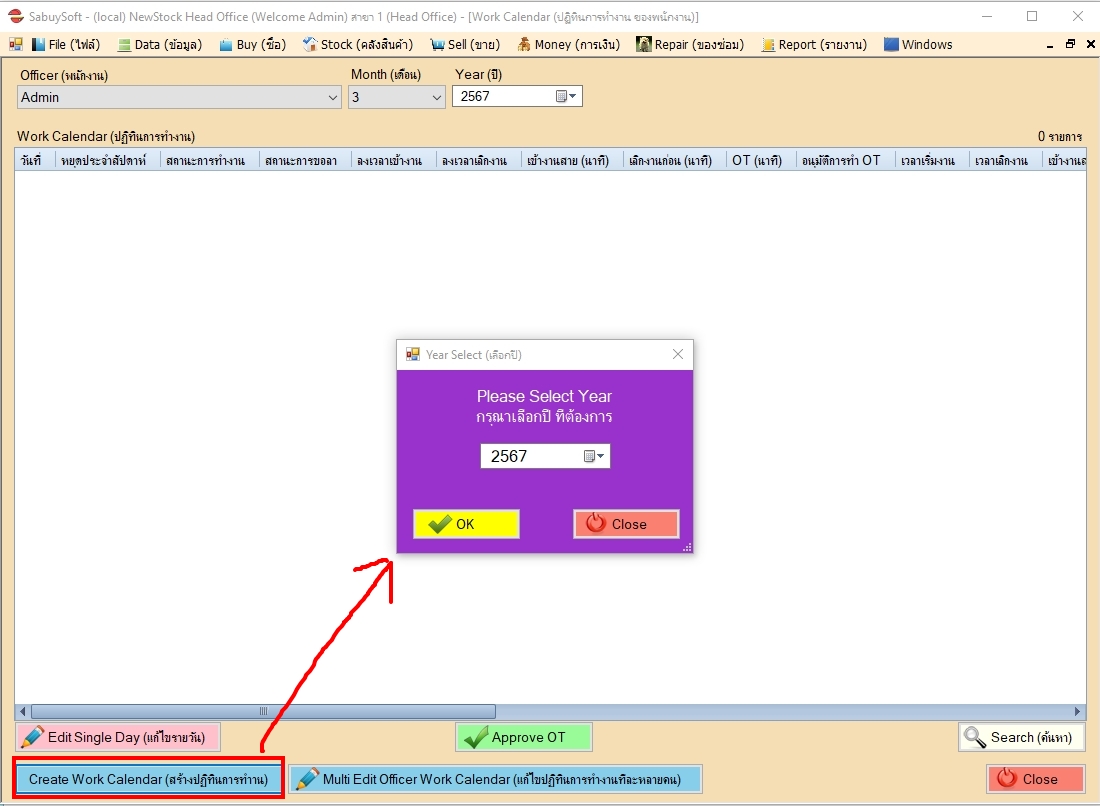 SabuySoft - (local) NewStock Head Office (Welcome Admin) สาขา 1 (Head Office) - [Work Calendar (ปฏิทินการทำงาน ของพนักงาน)]
File (ไฟล์) Data (ข้อมูล) Buy (ซื้อ) Stock (คลังสินค้า) Sell (ขาย) Money (การเงิน) Repair (ของซ่อม) Report (รายงาน) Windows
Officer (พนักงาน) Month (เดือน) Year (ปี)
Admin 3 2567
Work Calendar (ปฏิทินการทำงาน) 0 รายการ
วันที่ หยุดประจำสัปดาห์ สถานะการทำงาน สถานะการขอลา ลงเวลาเข้างาน ลงเวลาเลิกงาน เข้างานสาย (นาที) เลิกงานก่อน (นาที) OT (นาที) อนุมัติการทำ OT เวลาเริ่มงาน เวลาเลิกงาน
Year Select (เลือกปี)
Please Select Year
กรุณาเลือกปี ที่ต้องการ
2567
OK Close
Edit Single Day (แก้ไขรายวัน) Approve OT Search (ค้นหา)
Create Work Calendar (สร้างปฏิทินการทำาน) Multi Edit Officer Work Calendar (แก้ไขปฏิทินการทำงานทีละหลายคน) Close